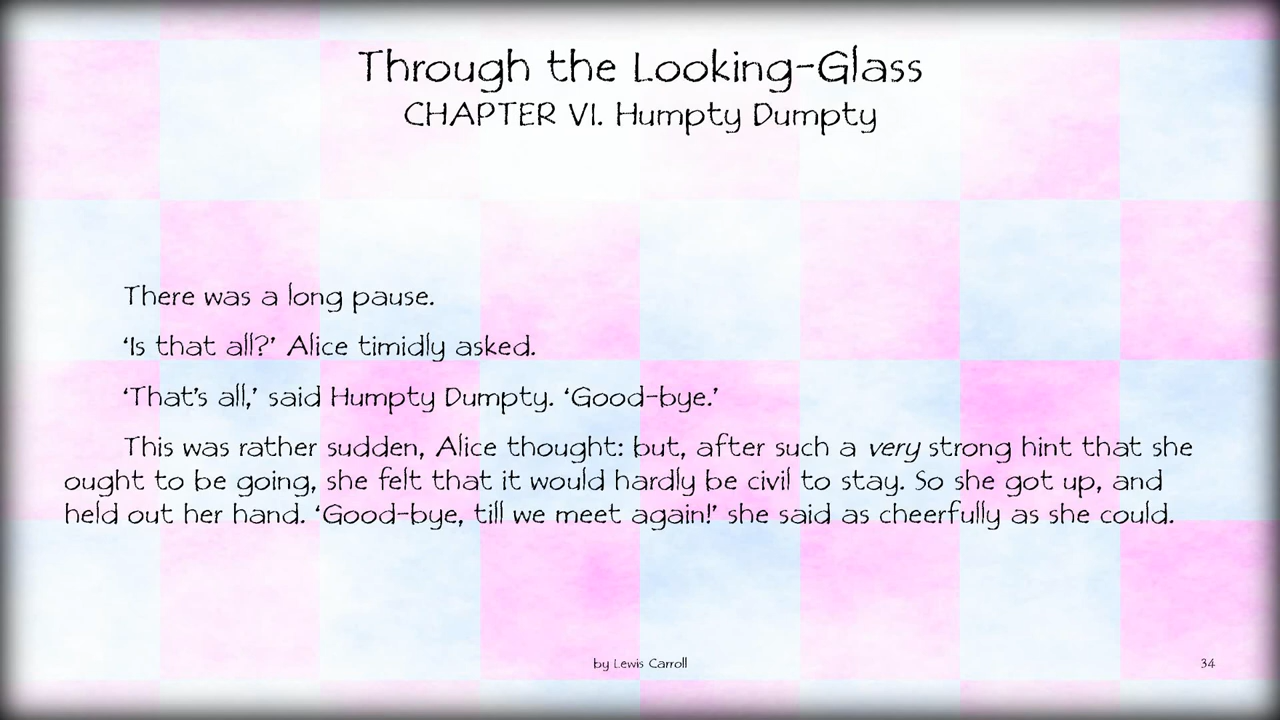 Through the Looking-Glass
CHAPTER VI. Humpty Dumpty
There was a long pause.
‘Is that all?’ Alice timidly asked.
‘That’s all,’ said Humpty Dumpty. ‘Good-bye.’
This was rather sudden, Alice thought: but, after such a very strong hint that she
ought to be going, she felt that it would hardly be civil to stay. So she got up, and
held out her hand. ‘Good-bye, till we meet again!’ she said as cheerfully as she could.
by Lewis Carroll
34